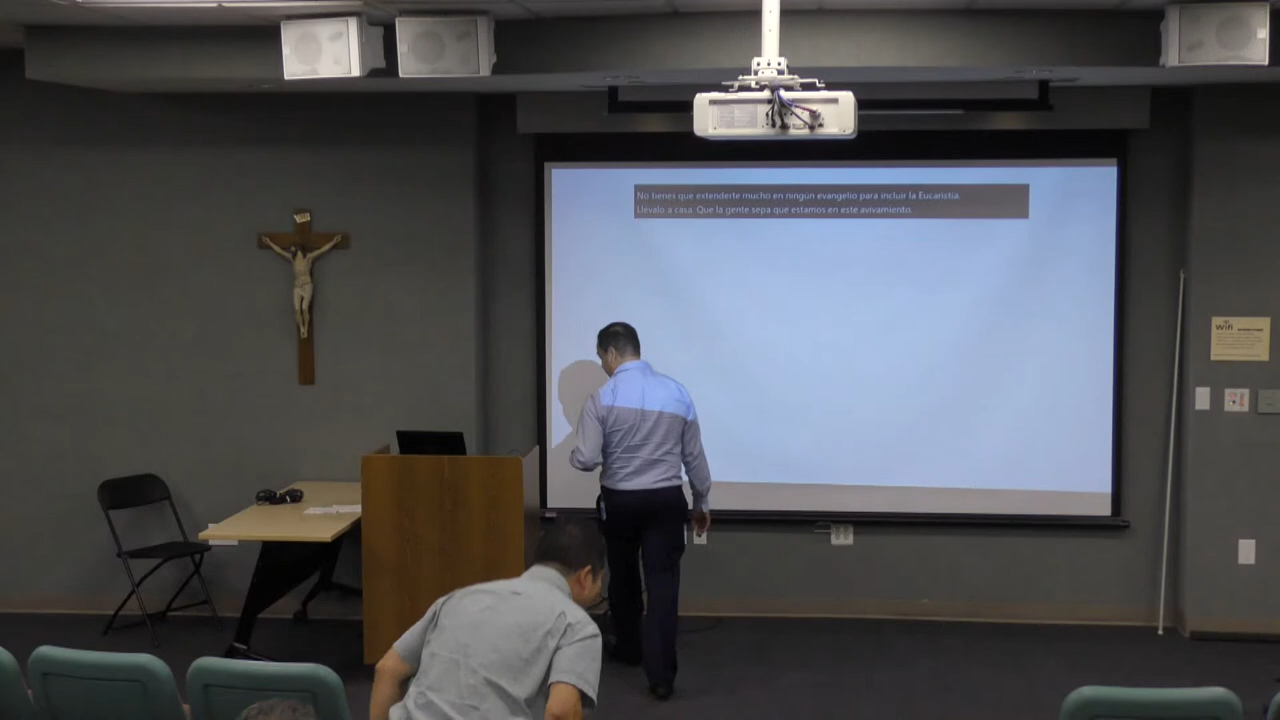 No tienes que extenderte mucho en ningún evangelio para incluir la Eucaristía.
Llévalo a casa. Que la gente sepa que estamos en este avivamiento.
wifi